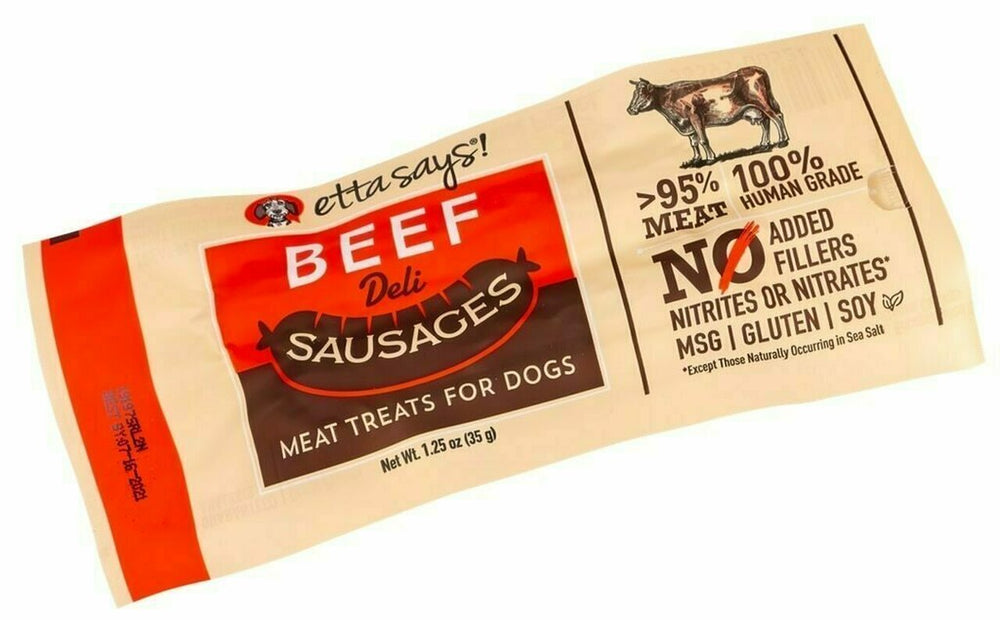 etta says!®
BEEF
Deli
SAUSAGES
MEAT TREATS FOR DOGS
Net Wt. 1.25 oz (35 g)
>95%
MEAT
100%
HUMAN GRADE
NO ADDED
FILLERS
NITRITES OR NITRATES*
MSG | GLUTEN | SOY
*Except Those Naturally Occurring in Sea Salt